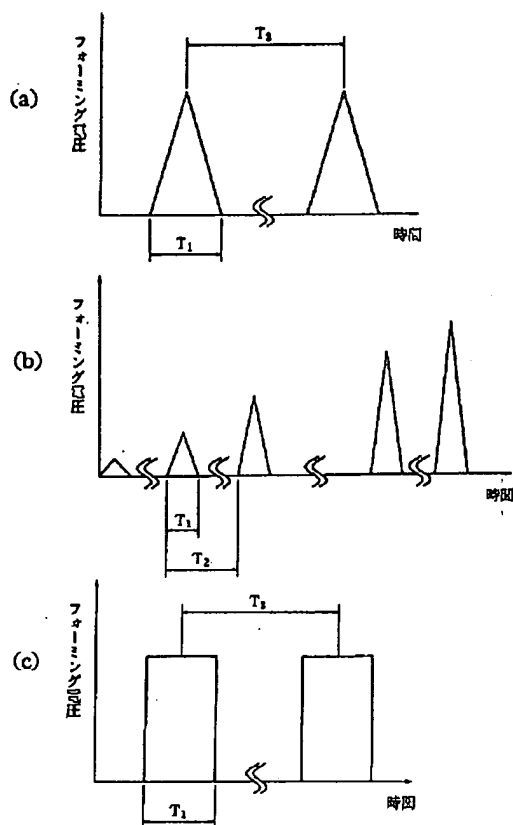 (a)
フォーミング電圧
T₃
T₁
時間
(b)
フォーミング電圧
T₁
T₂
時間
(c)
フォーミング電圧
T₃
T₁
時間